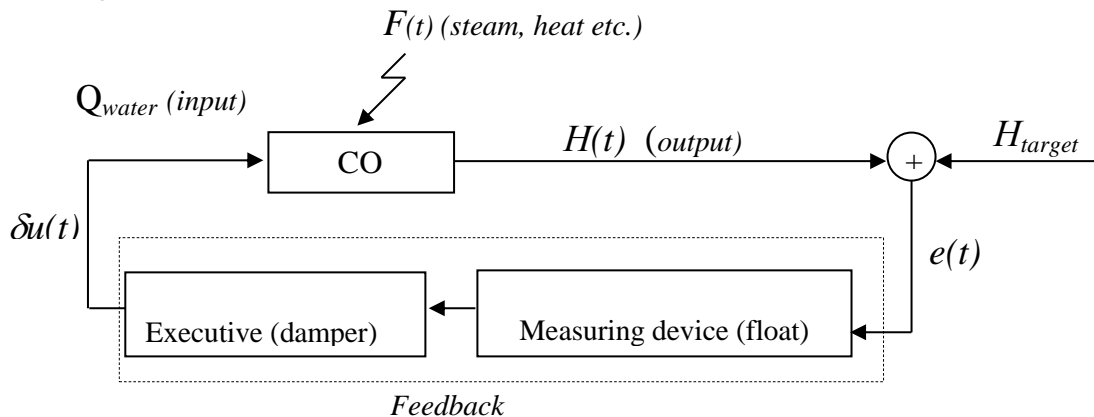 F(t) (steam, heat etc.)
Qwater (input)
CO
H(t) (output)
+
Htarget
δu(t)
e(t)
Executive (damper)
Measuring device (float)
Feedback